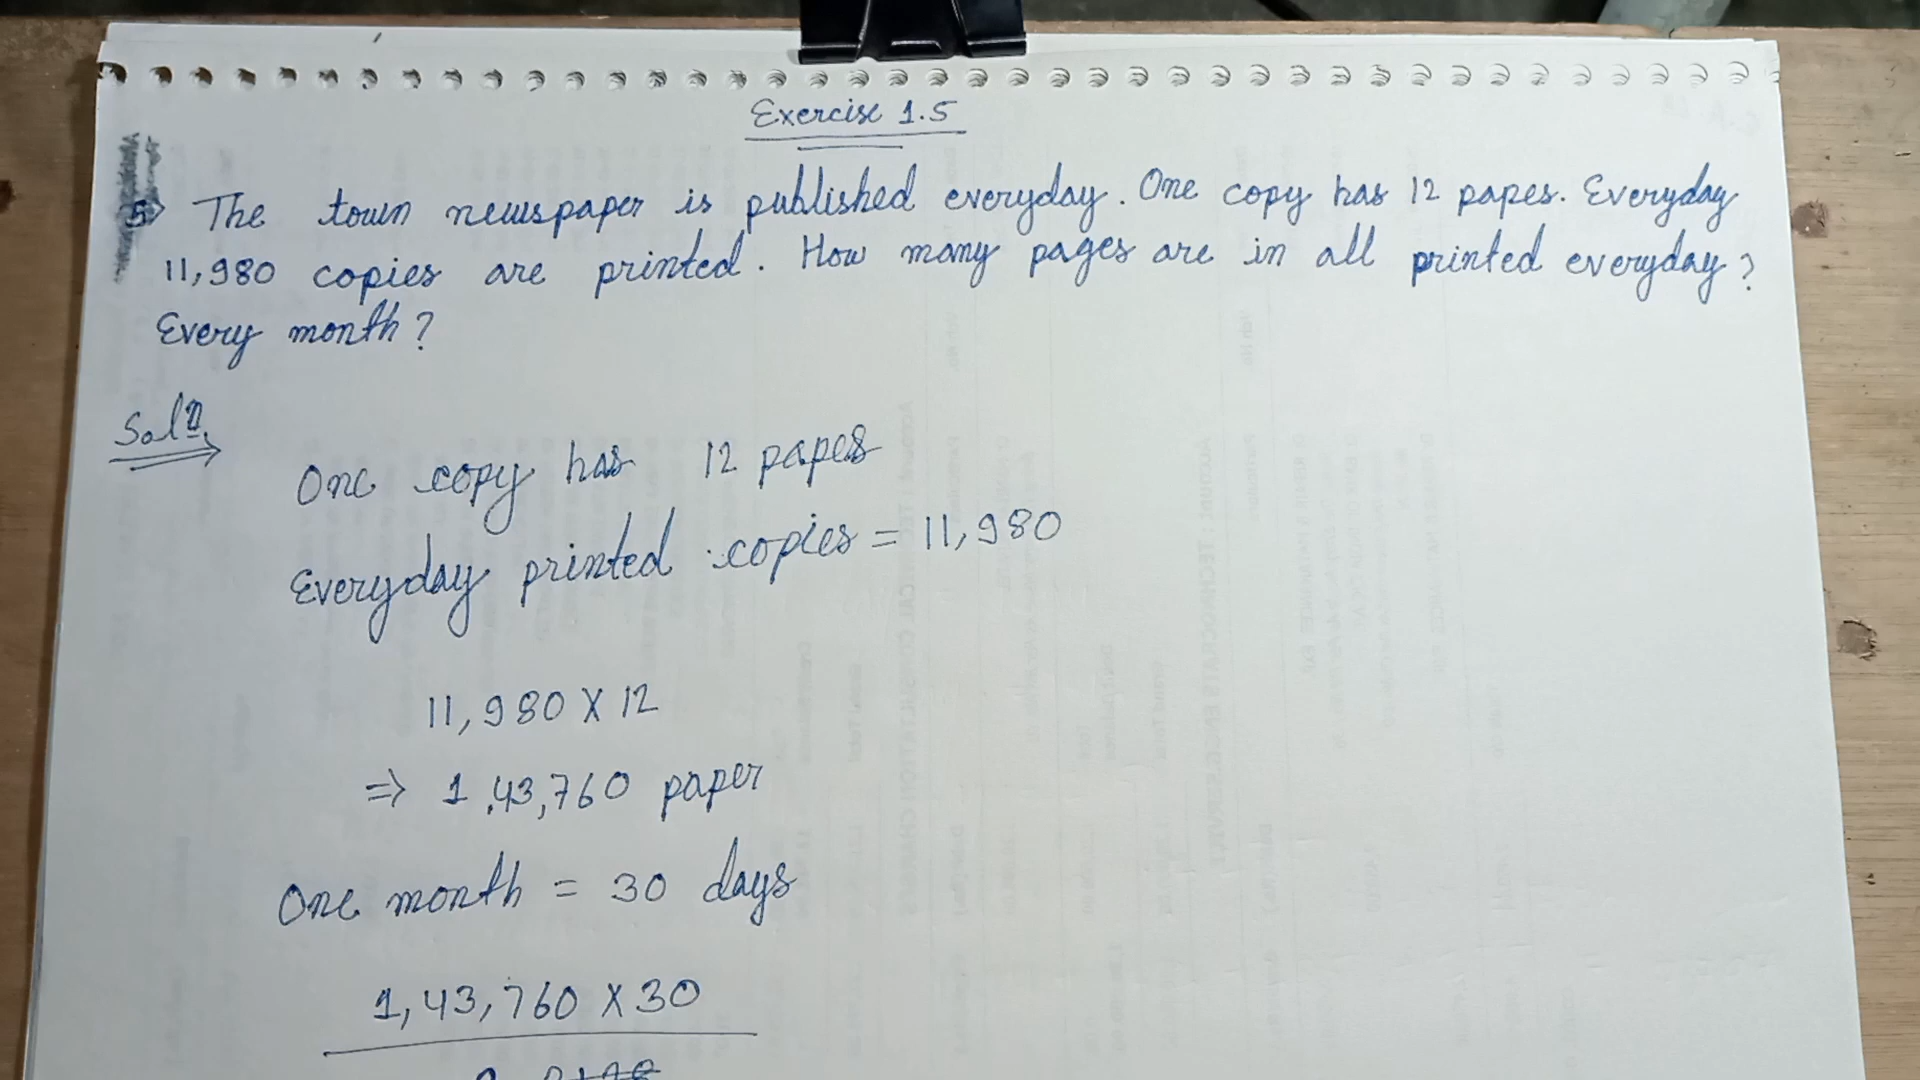 Exercise 1.5
5> The town newspaper is published everyday. One copy has 12 papes. Everyday
11,980 copies are printed. How many pages are in all printed everyday?
Every month?
Solⁿ.
One copy has 12 papes
Everyday printed copies = 11,980
11,980 X 12
⇒ 1,43,760 paper
One month = 30 days
1,43,760 X 30